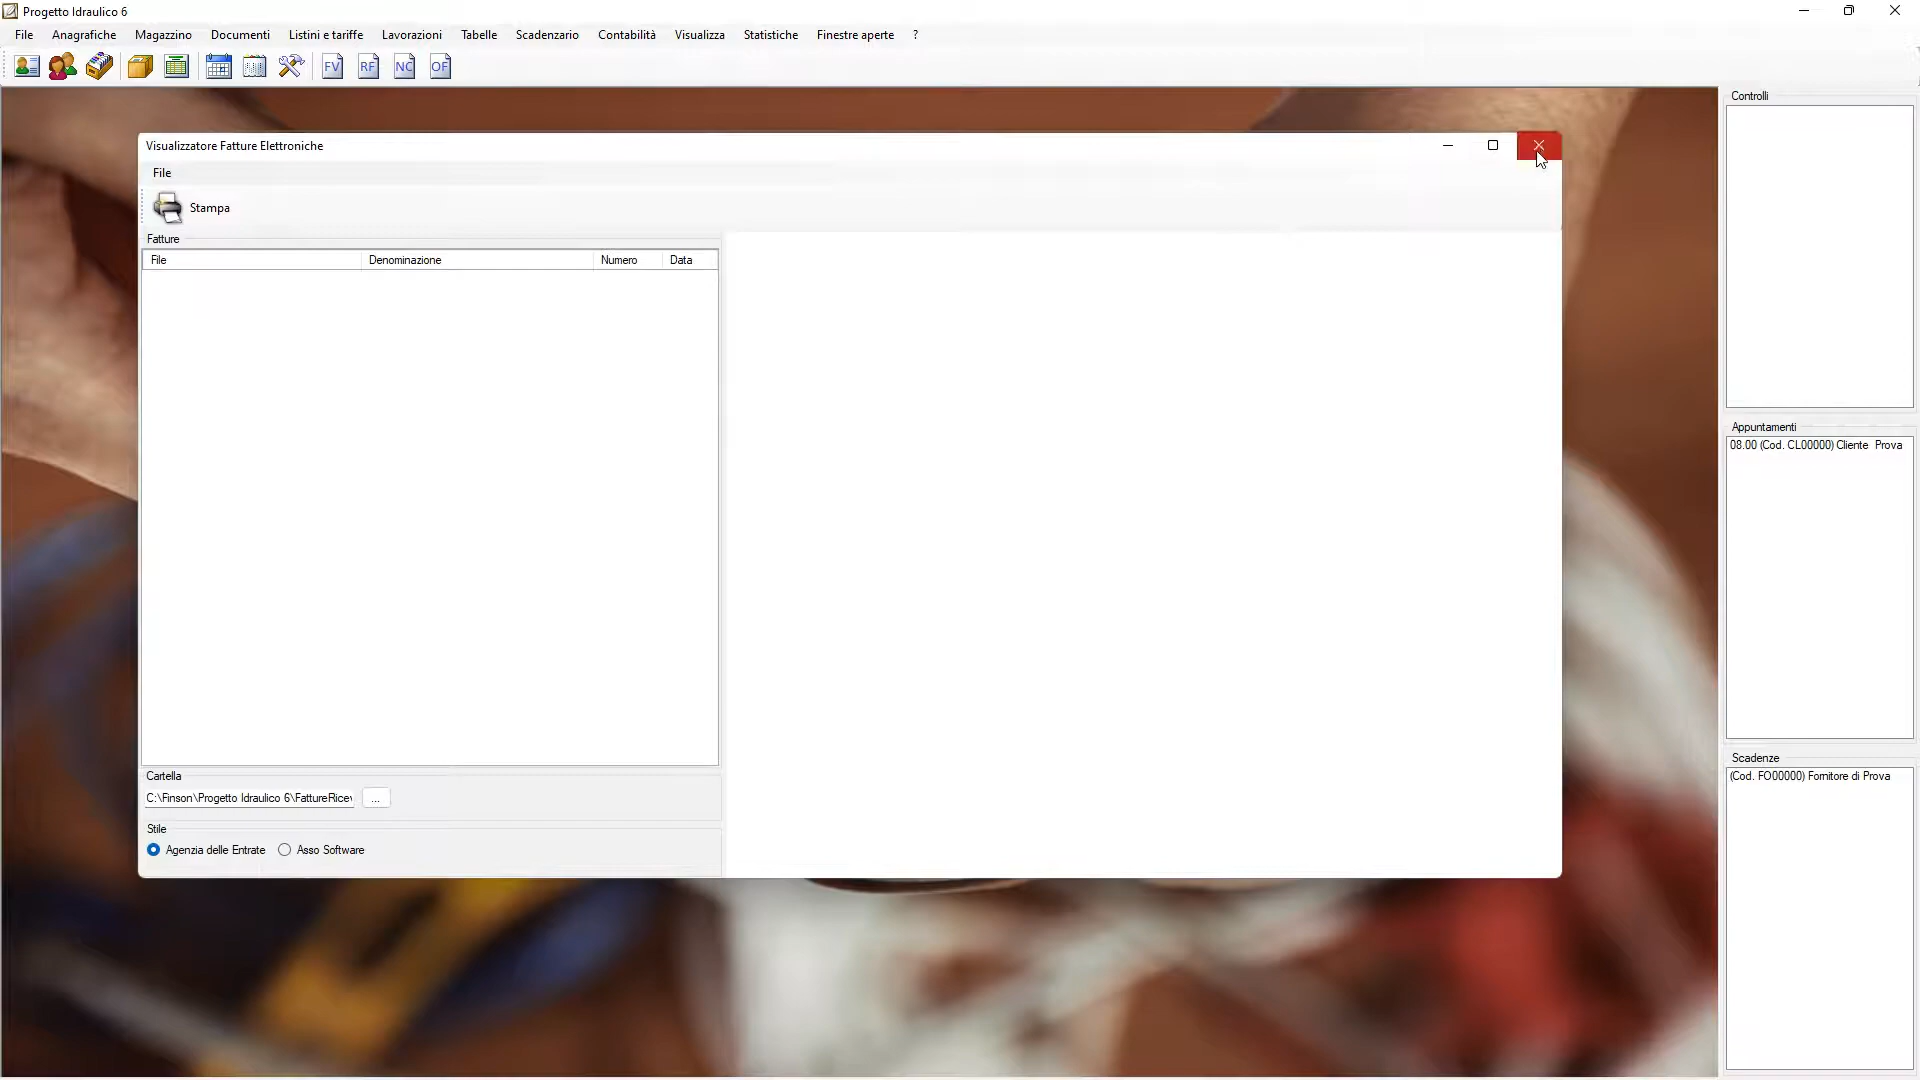 Progetto Idraulico 6
File Anagrafiche Magazzino Documenti Listini e tariffe Lavorazioni Tabelle Scadenzario Contabilità Visualizza Statistiche Finestre aperte ?
FV RF NC OF
Controlli
Visualizzatore Fatture Elettroniche
File
Stampa
Fatture
File Denominazione Numero Data
Appuntamenti
08.00 (Cod. CL00000) Cliente Prova
Scadenze
(Cod. FO00000) Fornitore di Prova
Cartella
C:\Finson\Progetto Idraulico 6\FattureRice
...
Stile
Agenzia delle Entrate Asso Software